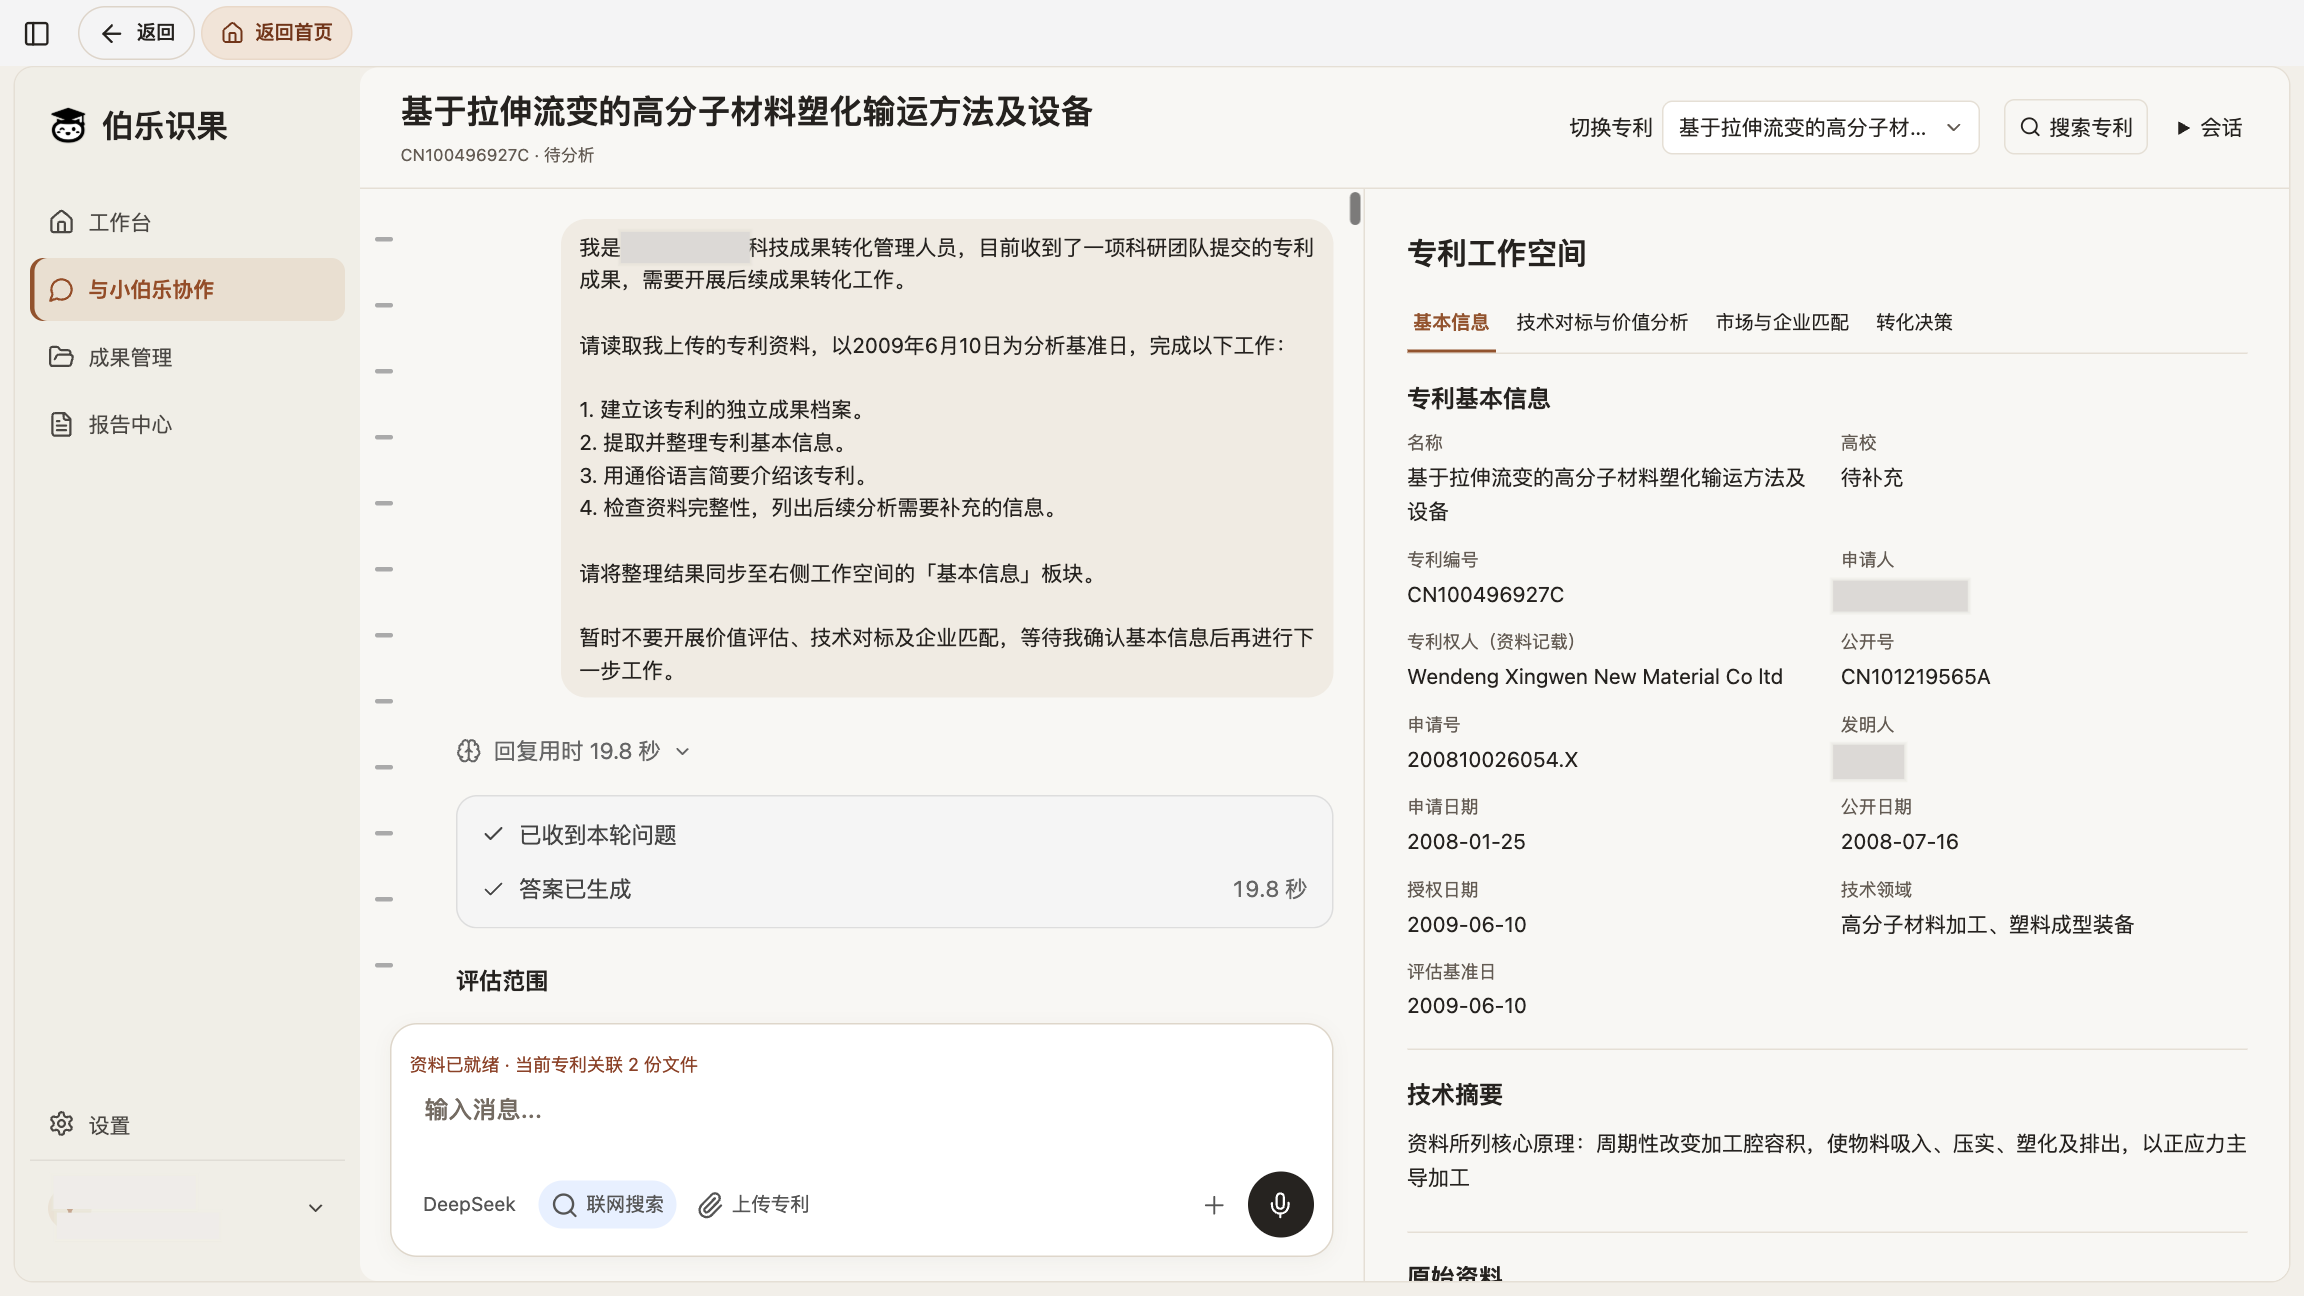 返回
返回首页
伯乐识果
工作台
与小伯乐协作
成果管理
报告中心
设置
基于拉伸流变的高分子材料塑化输运方法及设备
CN100496927C · 待分析
切换专利
基于拉伸流变的高分子材...
搜索专利
会话
我是
科技成果转化管理人员，目前收到了一项科研团队提交的专利
成果，需要开展后续成果转化工作。
请读取我上传的专利资料，以2009年6月10日为分析基准日，完成以下工作：
1. 建立该专利的独立成果档案。
2. 提取并整理专利基本信息。
3. 用通俗语言简要介绍该专利。
4. 检查资料完整性，列出后续分析需要补充的信息。
请将整理结果同步至右侧工作空间的「基本信息」板块。
暂时不要开展价值评估、技术对标及企业匹配，等待我确认基本信息后再进行下
一步工作。
回复用时 19.8 秒
已收到本轮问题
答案已生成
19.8 秒
评估范围
资料已就绪 · 当前专利关联 2 份文件
输入消息...
DeepSeek
联网搜索
上传专利
专利工作空间
基本信息
技术对标与价值分析
市场与企业匹配
转化决策
专利基本信息
名称
基于拉伸流变的高分子材料塑化输运方法及
设备
高校
待补充
专利编号
CN100496927C
申请人
专利权人（资料记载）
Wendeng Xingwen New Material Co ltd
公开号
CN101219565A
申请号
200810026054.X
发明人
申请日期
2008-01-25
公开日期
2008-07-16
授权日期
2009-06-10
技术领域
高分子材料加工、塑料成型装备
评估基准日
2009-06-10
技术摘要
资料所列核心原理：周期性改变加工腔容积，使物料吸入、压实、塑化及排出，以正应力主
导加工
原始资料